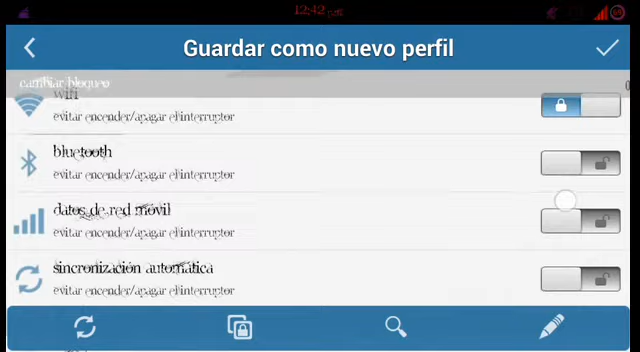 12:42 pm
Guardar como nuevo perfil
cambiar bloqueo
wifi
evitar encender/apagar el interruptor
bluetooth
evitar encender/apagar el interruptor
datos de red móvil
evitar encender/apagar el interruptor
sincronización automática
evitar encender/apagar el interruptor